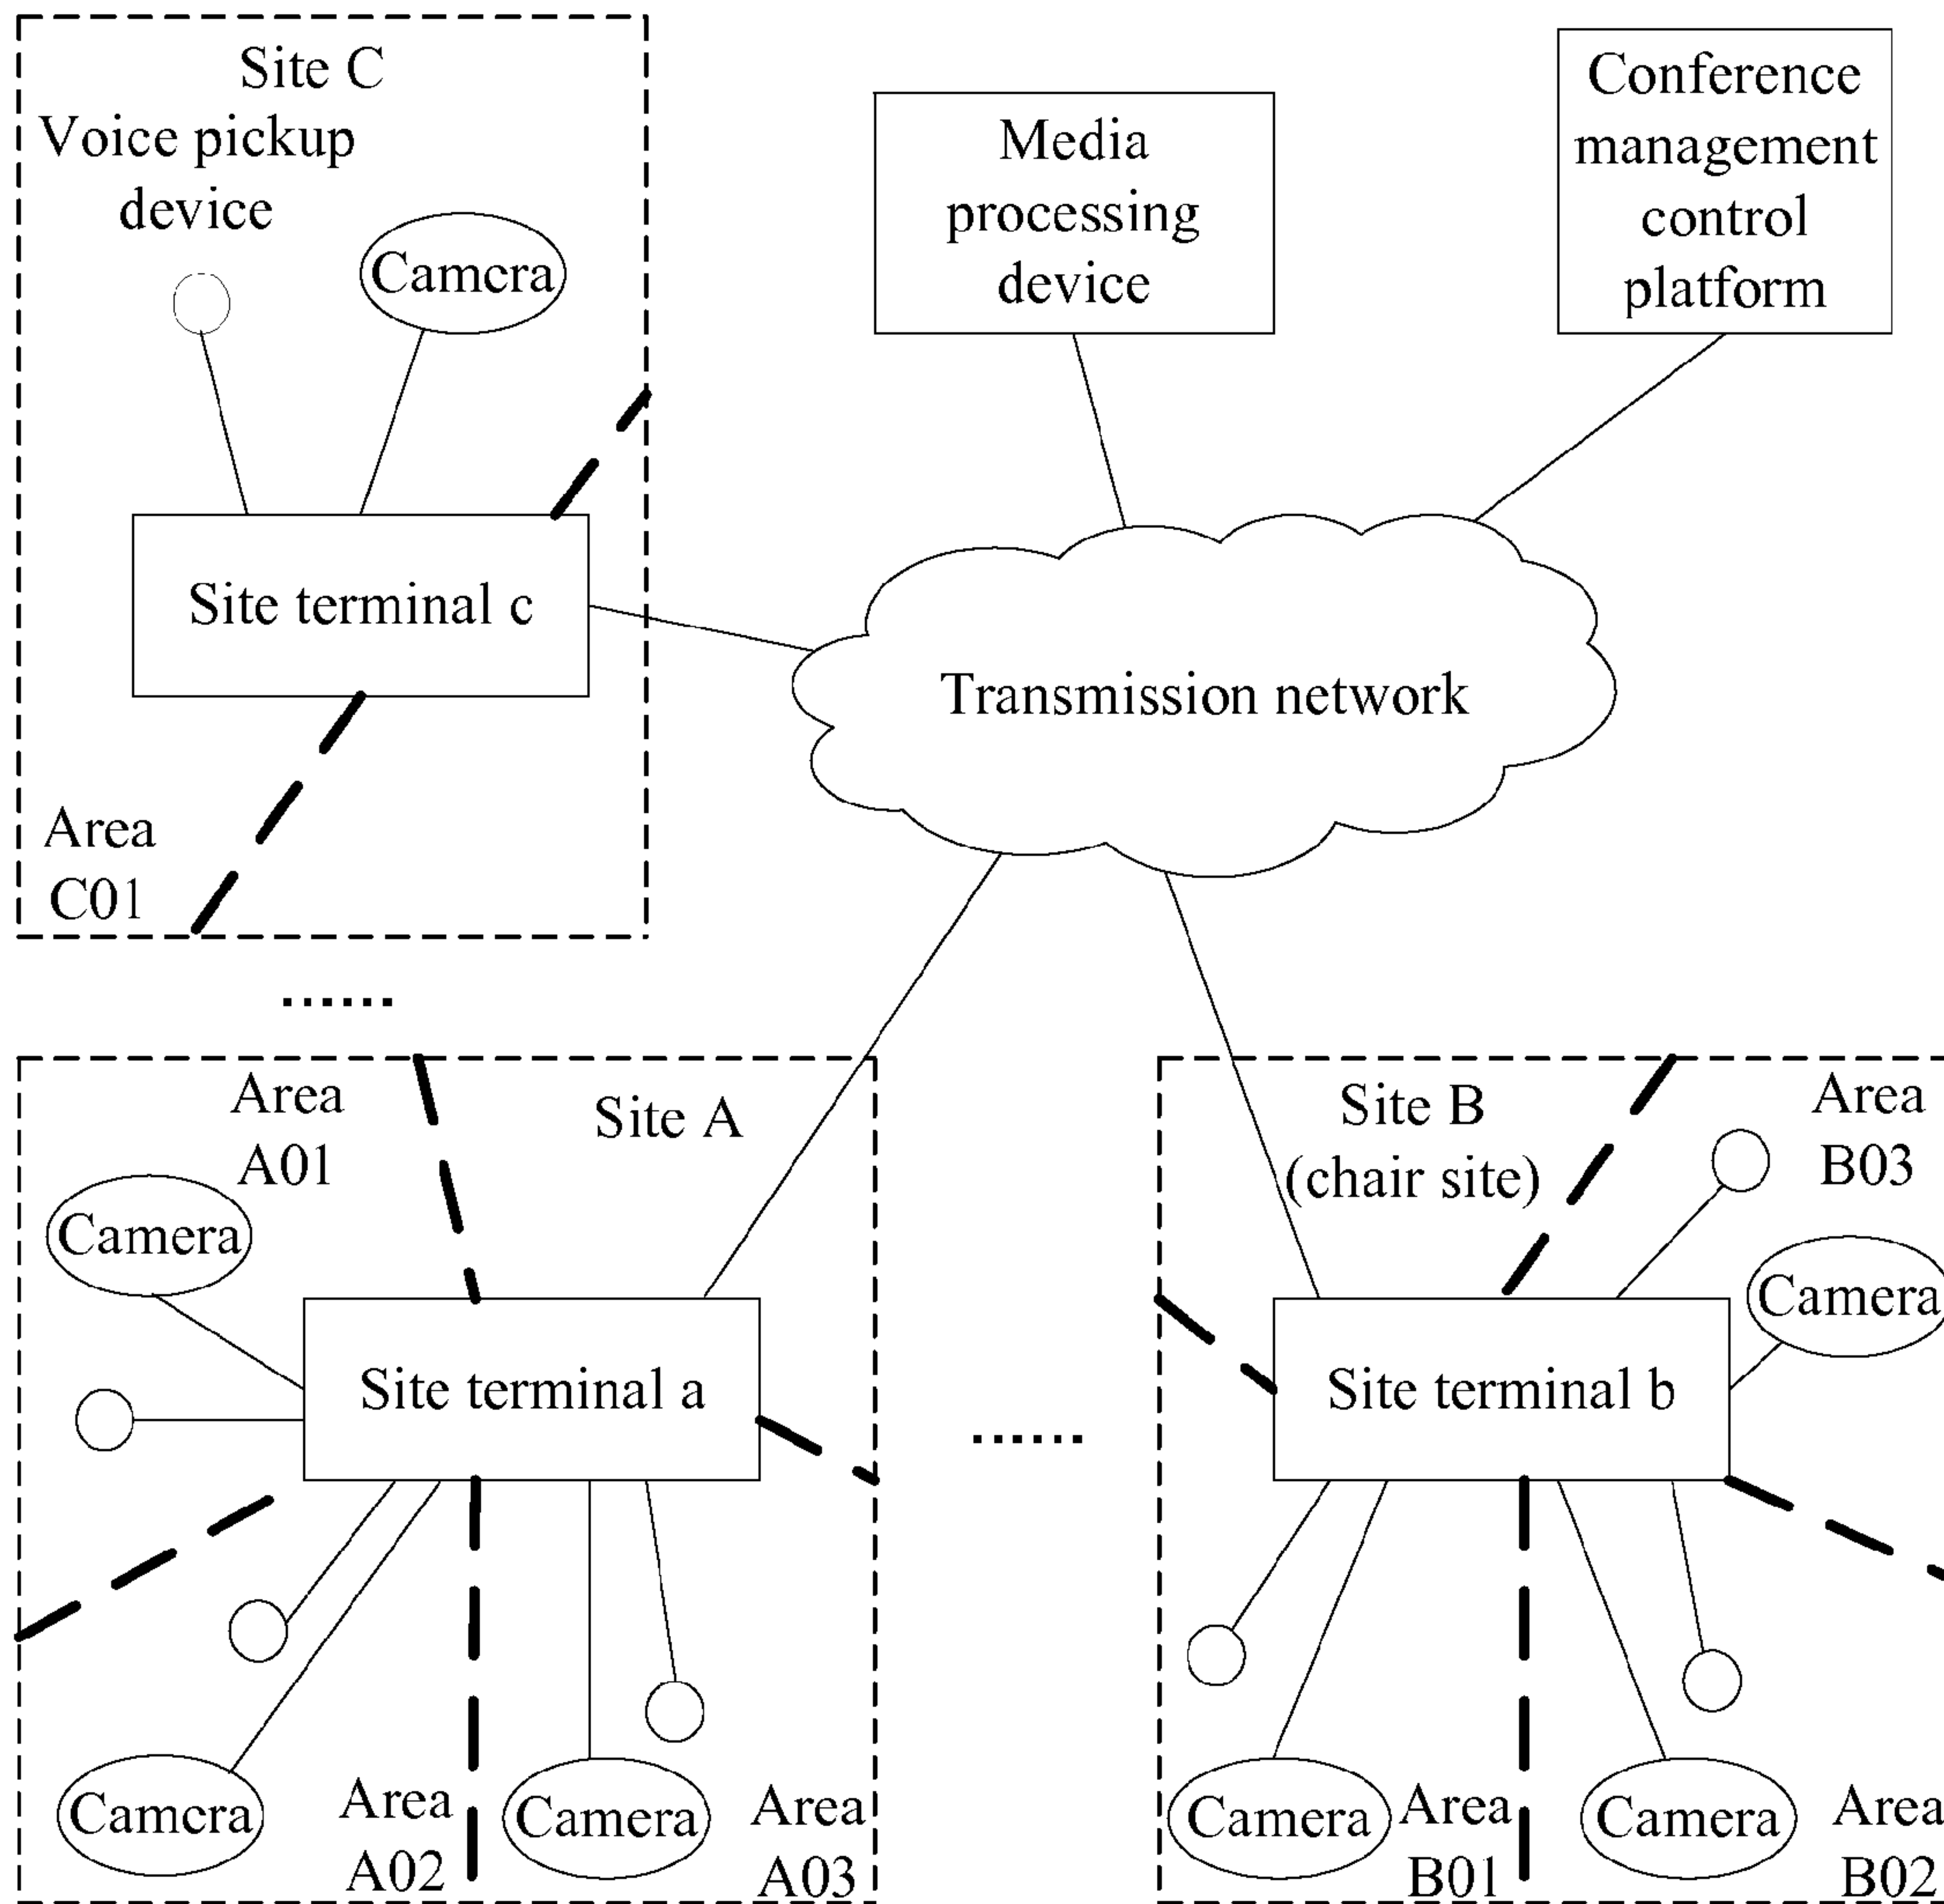 Site C
Voice pickup
device
Camera
Media
processing
device
Conference
management
control
platform
Site terminal c
Transmission network
Area
C01
......
Area
A01
Site A
Camera
Site terminal a
Camera
Area
A02
Camera
Area
A03
......
Site B
(chair site)
Area
B03
Camera
Site terminal b
Camera
Area
B01
Camera
Area
B02